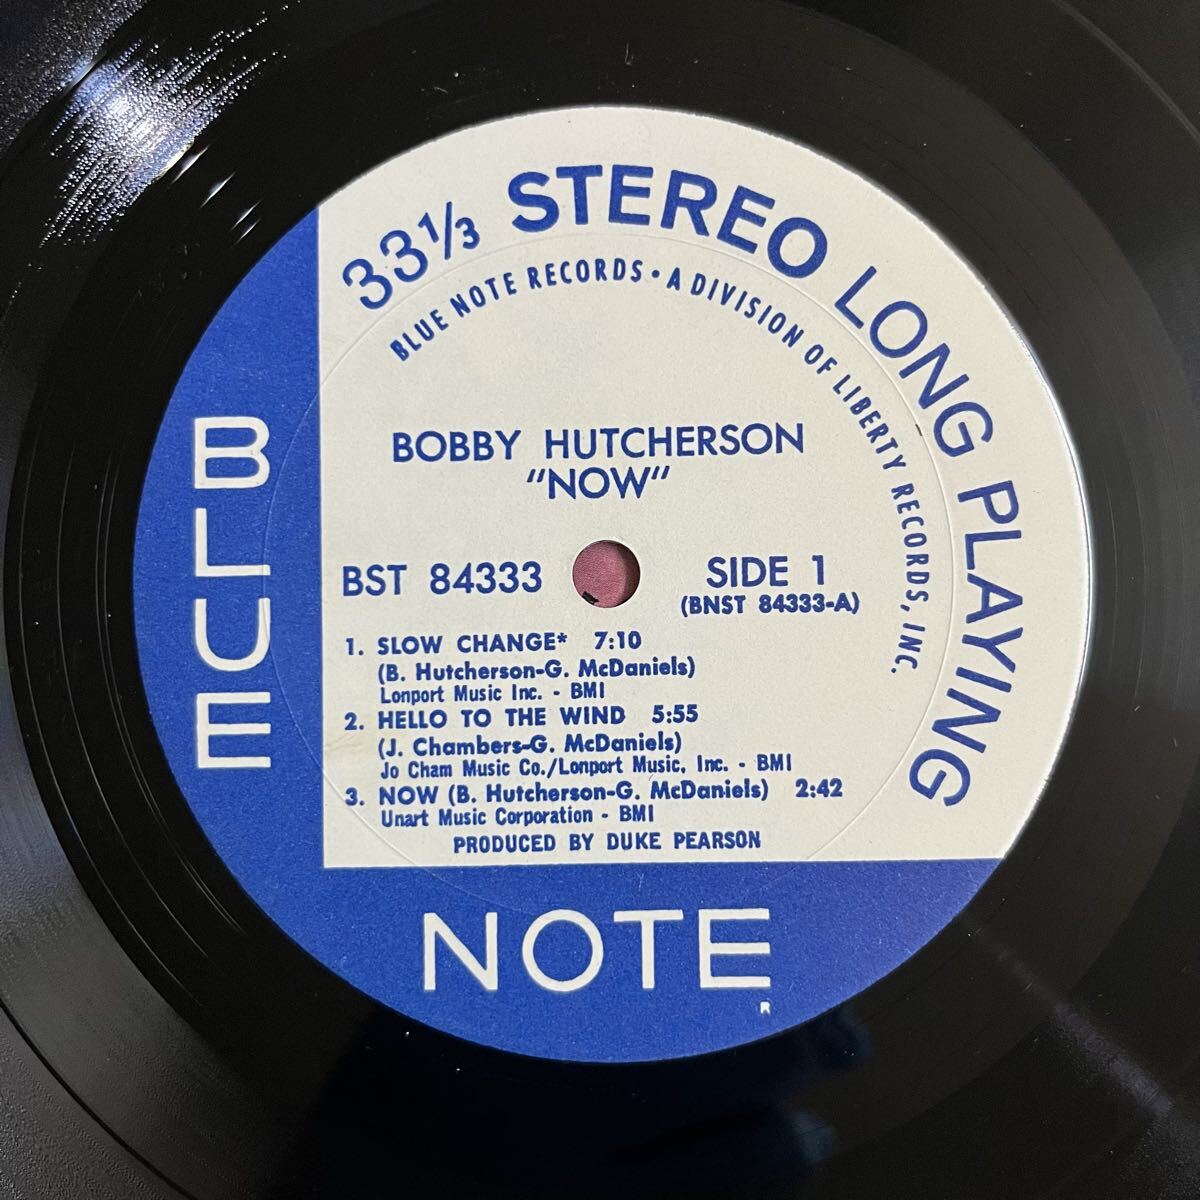 33 1/3 STEREO LONG PLAYING
BLUE NOTE RECORDS • A DIVISION OF LIBERTY RECORDS, INC.
BLUE
BOBBY HUTCHERSON
"NOW"
BST 84333
SIDE 1
(BNST 84333-A)
1. SLOW CHANGE* 7:10
(B. Hutcherson-G. McDaniels)
Lonport Music Inc. - BMI
2. HELLO TO THE WIND 5:55
(J. Chambers-G. McDaniels)
Jo Cham Music Co./Lonport Music, Inc. - BMI
3. NOW (B. Hutcherson-G. McDaniels) 2:42
Unart Music Corporation - BMI
PRODUCED BY DUKE PEARSON
NOTE
R